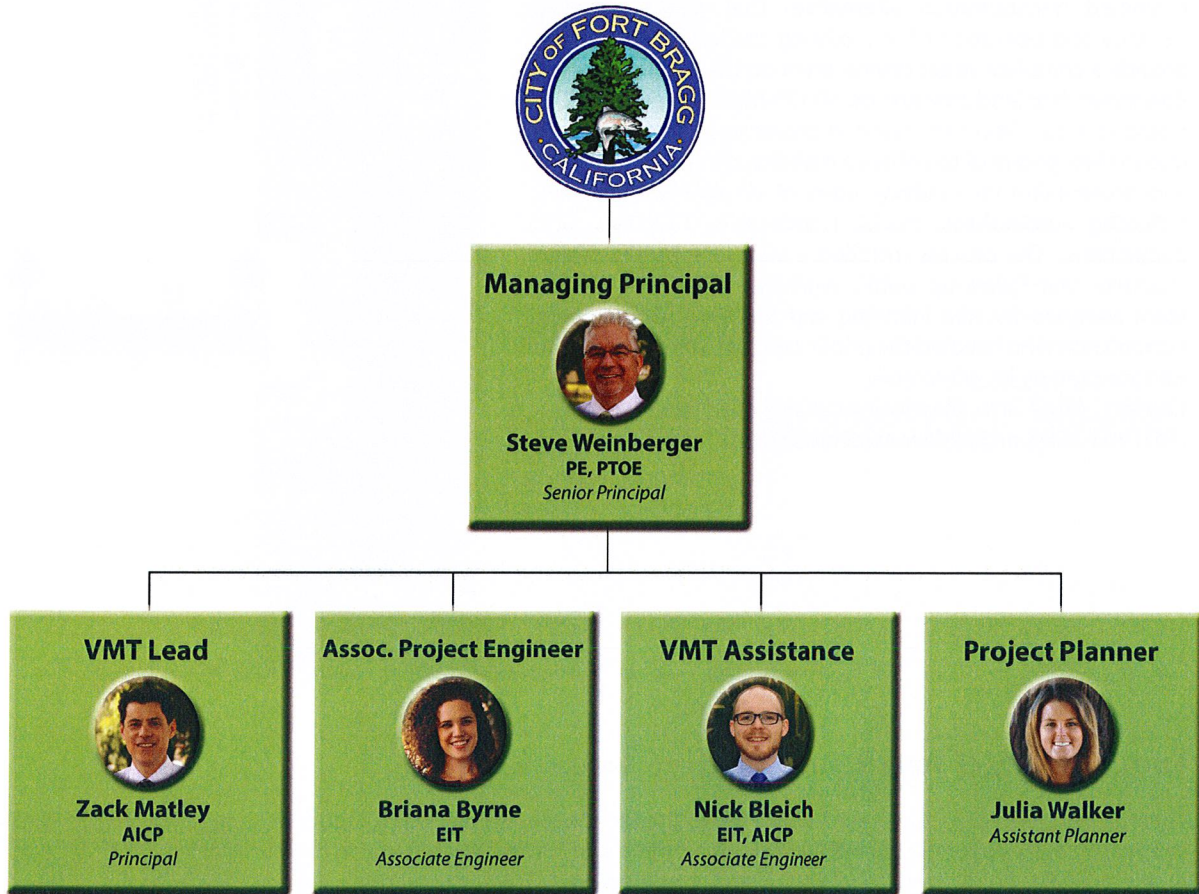 CITY OF FORT BRAGG
CALIFORNIA
Managing Principal
Steve Weinberger
PE, PTOE
Senior Principal
VMT Lead
Zack Matley
AICP
Principal
Assoc. Project Engineer
Briana Byrne
EIT
Associate Engineer
VMT Assistance
Nick Bleich
EIT, AICP
Associate Engineer
Project Planner
Julia Walker
Assistant Planner